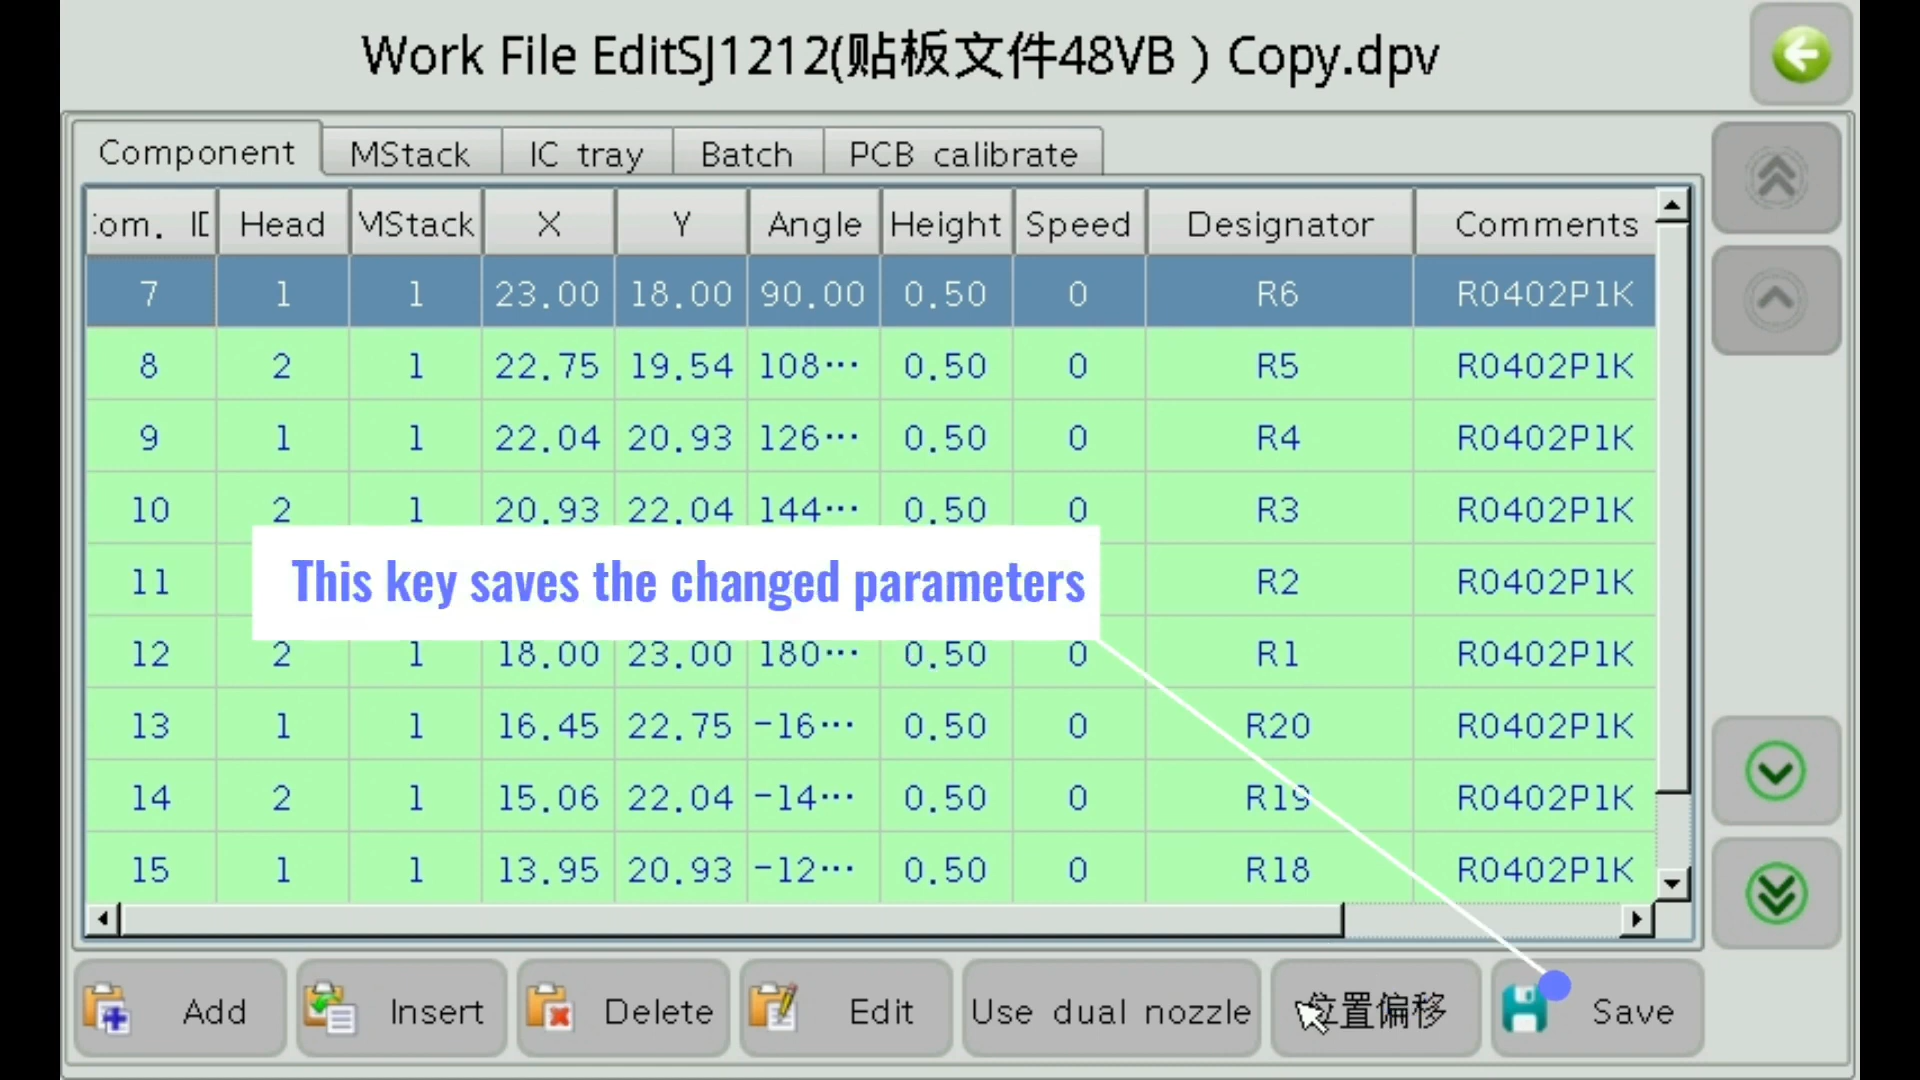 Work File EditSJ1212(贴板文件48VB ) Copy.dpv
Component MStack IC tray Batch PCB calibrate
om. ID Head MStack X Y Angle Height Speed Designator Comments
7 1 1 23.00 18.00 90.00 0.50 0 R6 R0402P1K
8 2 1 22.75 19.54 108··· 0.50 0 R5 R0402P1K
9 1 1 22.04 20.93 126··· 0.50 0 R4 R0402P1K
10 2 1 20.93 22.04 144··· 0.50 0 R3 R0402P1K
11 R2 R0402P1K
This key saves the changed parameters
12 2 1 18.00 23.00 180··· 0.50 0 R1 R0402P1K
13 1 1 16.45 22.75 -16··· 0.50 0 R20 R0402P1K
14 2 1 15.06 22.04 -14··· 0.50 0 R19 R0402P1K
15 1 1 13.95 20.93 -12··· 0.50 0 R18 R0402P1K
Add Insert Delete Edit Use dual nozzle 位置偏移 Save